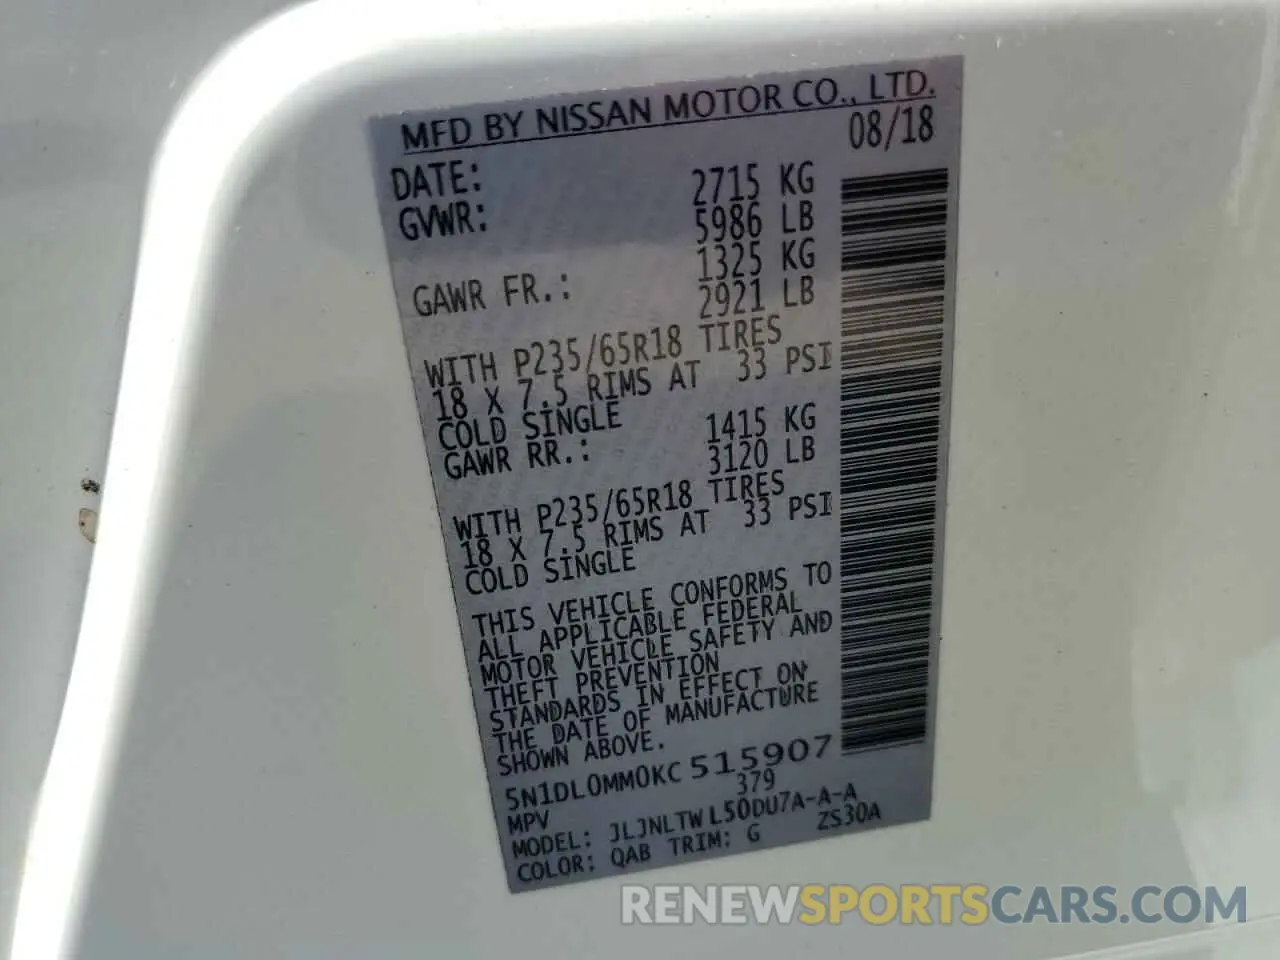 MFD BY NISSAN MOTOR CO., LTD.
DATE: 08/18
GVWR: 2715 KG
5986 LB
GAWR FR.: 1325 KG
2921 LB
WITH P235/65R18 TIRES
18 X 7.5 RIMS AT 33 PSI
COLD SINGLE
GAWR RR.: 1415 KG
3120 LB
WITH P235/65R18 TIRES
18 X 7.5 RIMS AT 33 PSI
COLD SINGLE
THIS VEHICLE CONFORMS TO
ALL APPLICABLE FEDERAL
MOTOR VEHICLE SAFETY AND
THEFT PREVENTION
STANDARDS IN EFFECT ON
THE DATE OF MANUFACTURE
SHOWN ABOVE.
5N1DL0MM0KC 515907
MPV 379
MODEL: JLJNLTW L50DU7A-A-A
COLOR: QAB TRIM: G ZS30A
RENEWSPORTSCARS.COM